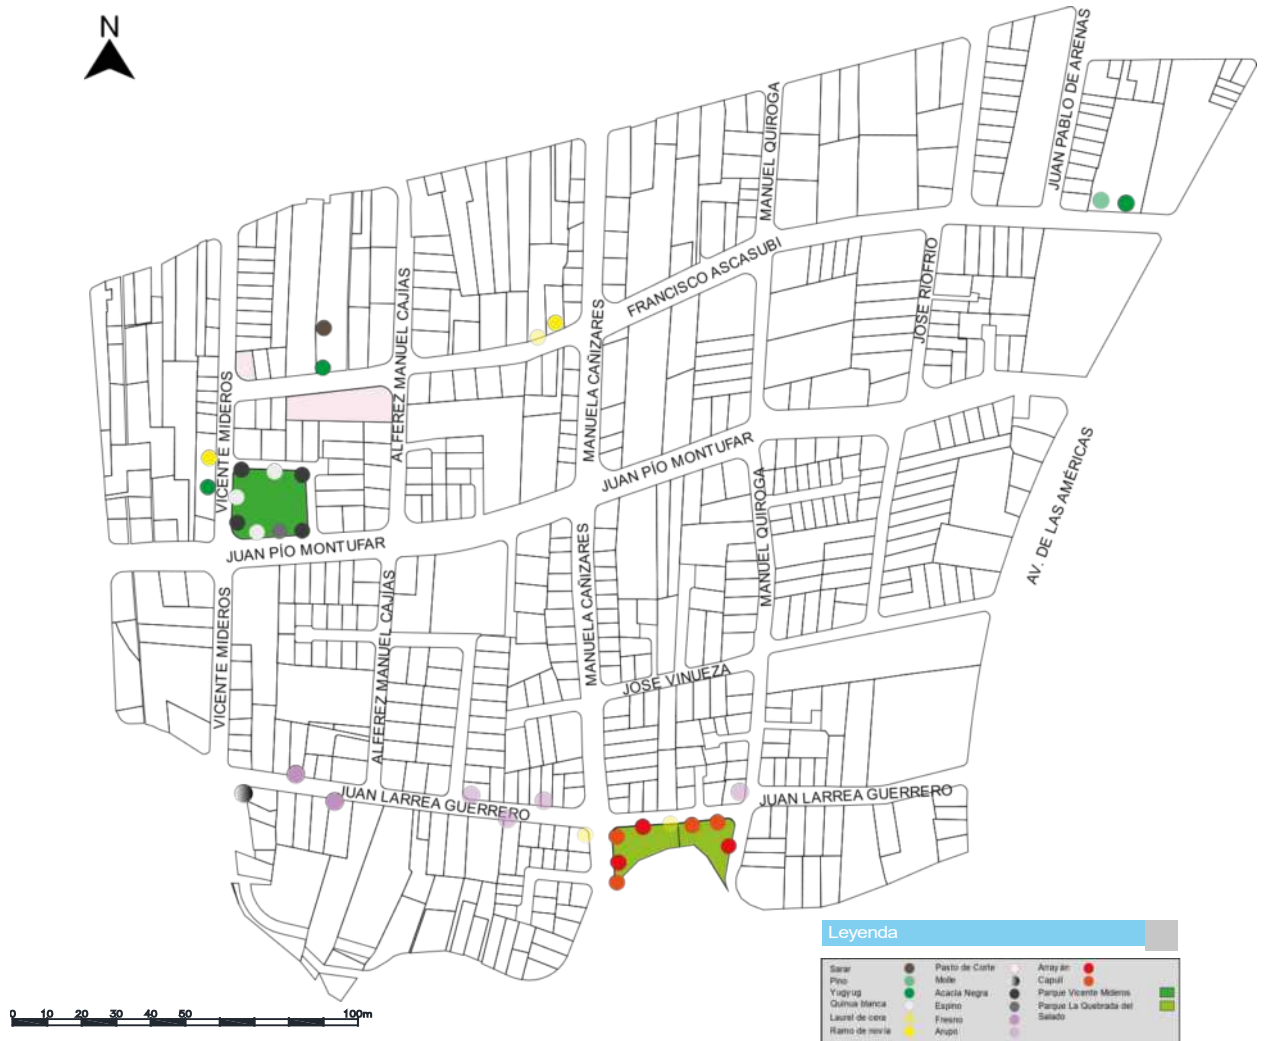 N
JUAN PABLO DE ARENAS
MANUEL QUIROGA
FRANCISCO ASCASUBI
JOSE RIOFRIO
ALFEREZ MANUEL CAJÍAS
MANUELA CAÑIZARES
VICENTE MIDEROS
JUAN PÍO MONTUFAR
AV. DE LAS AMÉRICAS
MANUEL QUIROGA
JUAN PÍO MONTUFAR
MANUELA CAÑIZARES
ALFEREZ MANUEL CAJÍAS
VICENTE MIDEROS
JOSE VINUEZA
JUAN LARREA GUERRERO
JUAN LARREA GUERRERO
Leyenda
Sarar
Pino
Yugyug
Quinua blanca
Laurel de cera
Ramo de novia
Pasto de Corte
Molle
Acacia Negra
Espino
Fresno
Arupo
Arrayán
Capulí
Parque Vicente Mideros
Parque La Quebrada del
Salado
0 10 20 30 40 50 100m